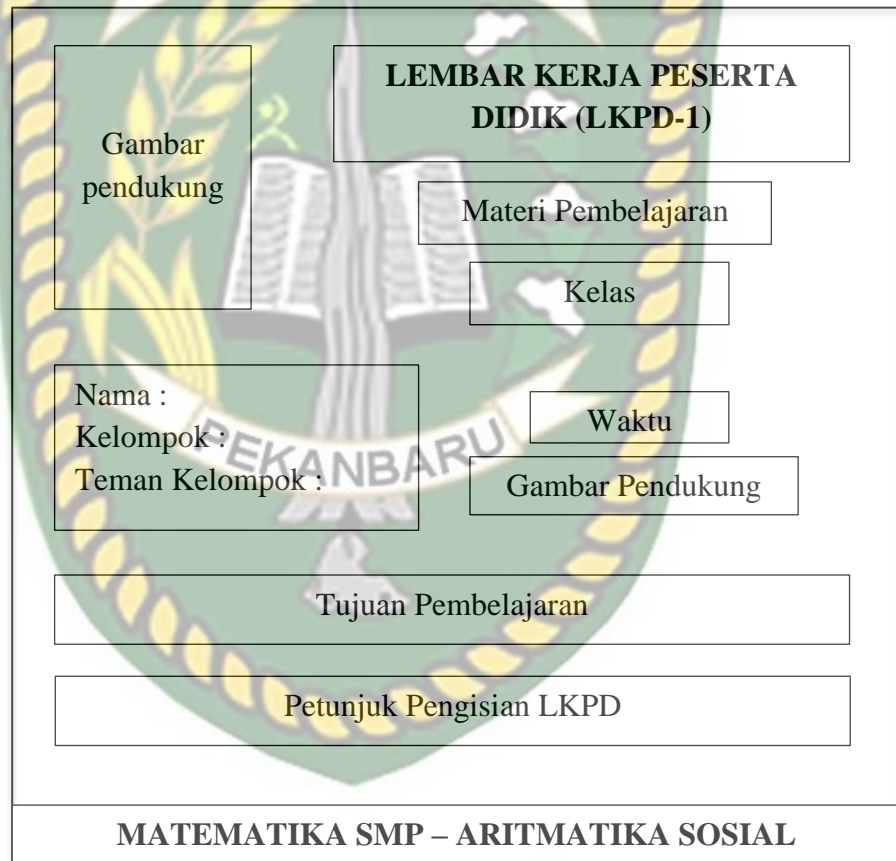 Gambar
pendukung
LEMBAR KERJA PESERTA
DIDIK (LKPD-1)
Materi Pembelajaran
Kelas
Nama :
Kelompok :
Teman Kelompok :
Waktu
Gambar Pendukung
PEKANBARU
Tujuan Pembelajaran
Petunjuk Pengisian LKPD
MATEMATIKA SMP – ARITMATIKA SOSIAL